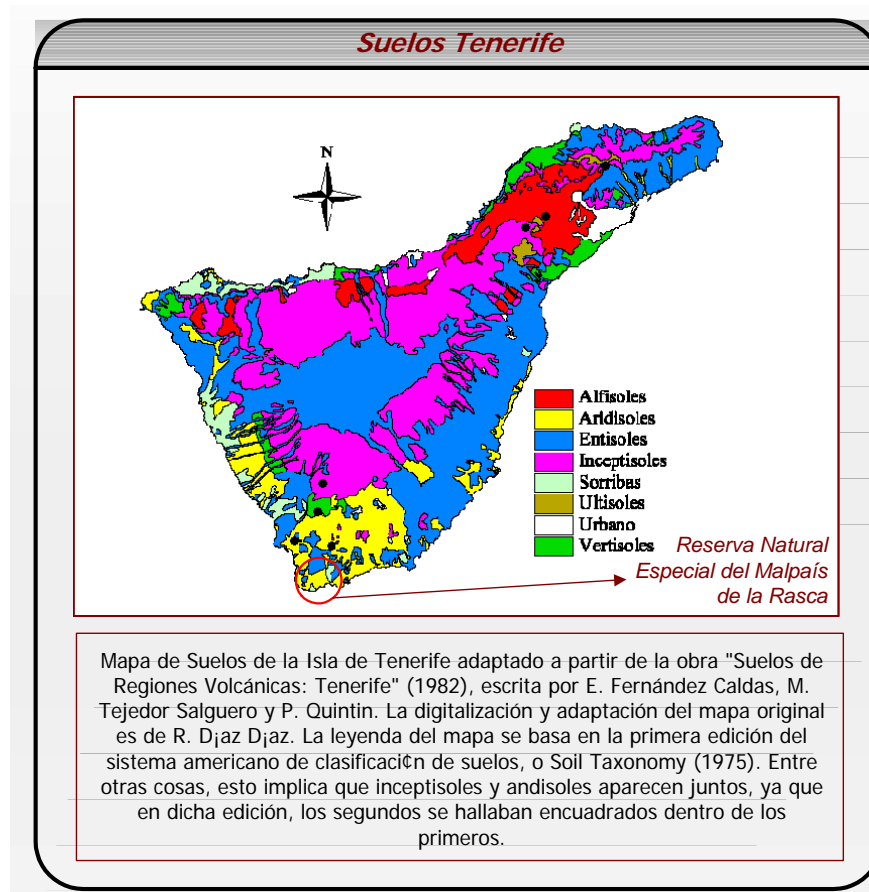 Suelos Tenerife
N
Alfisoles
Aridisoles
Entisoles
Inceptisoles
Sorribas
Ultisoles
Urbano
Vertisoles
Reserva Natural
Especial del Malpaís
de la Rasca
Mapa de Suelos de la Isla de Tenerife adaptado a partir de la obra "Suelos de
Regiones Volcánicas: Tenerife" (1982), escrita por E. Fernández Caldas, M.
Tejedor Salguero y P. Quintin. La digitalización y adaptación del mapa original
es de R. D¡az D¡az. La leyenda del mapa se basa en la primera edición del
sistema americano de clasificaci¢n de suelos, o Soil Taxonomy (1975). Entre
otras cosas, esto implica que inceptisoles y andisoles aparecen juntos, ya que
en dicha edición, los segundos se hallaban encuadrados dentro de los
primeros.